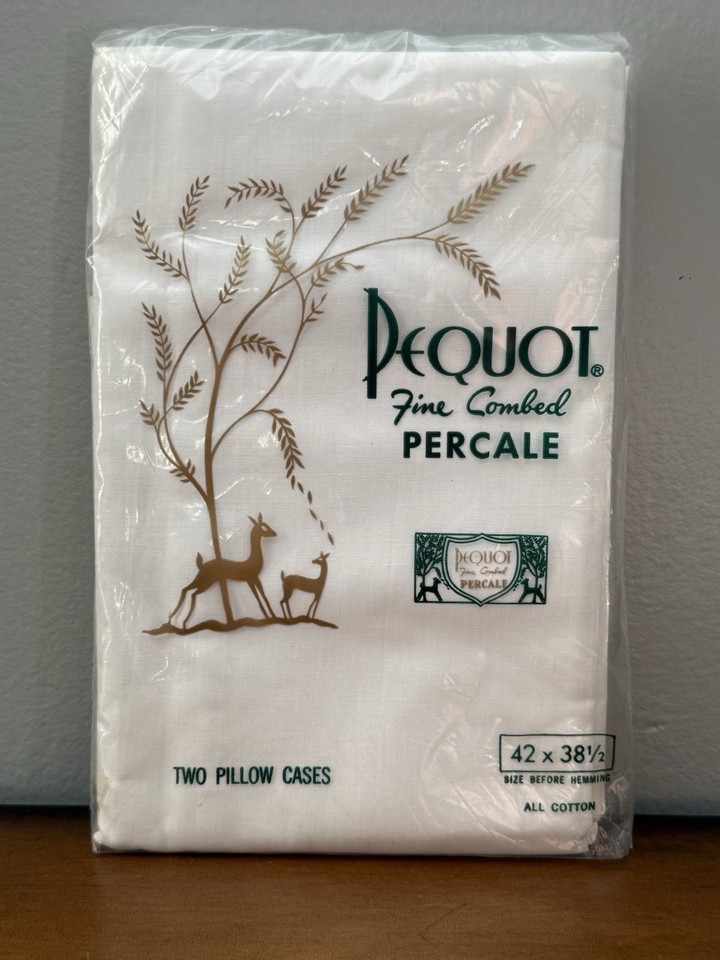 PEQUOT®
Fine Combed
PERCALE
PEQUOT
Fine Combed
PERCALE
42 x 38½
SIZE BEFORE HEMMING
TWO PILLOW CASES
ALL COTTON